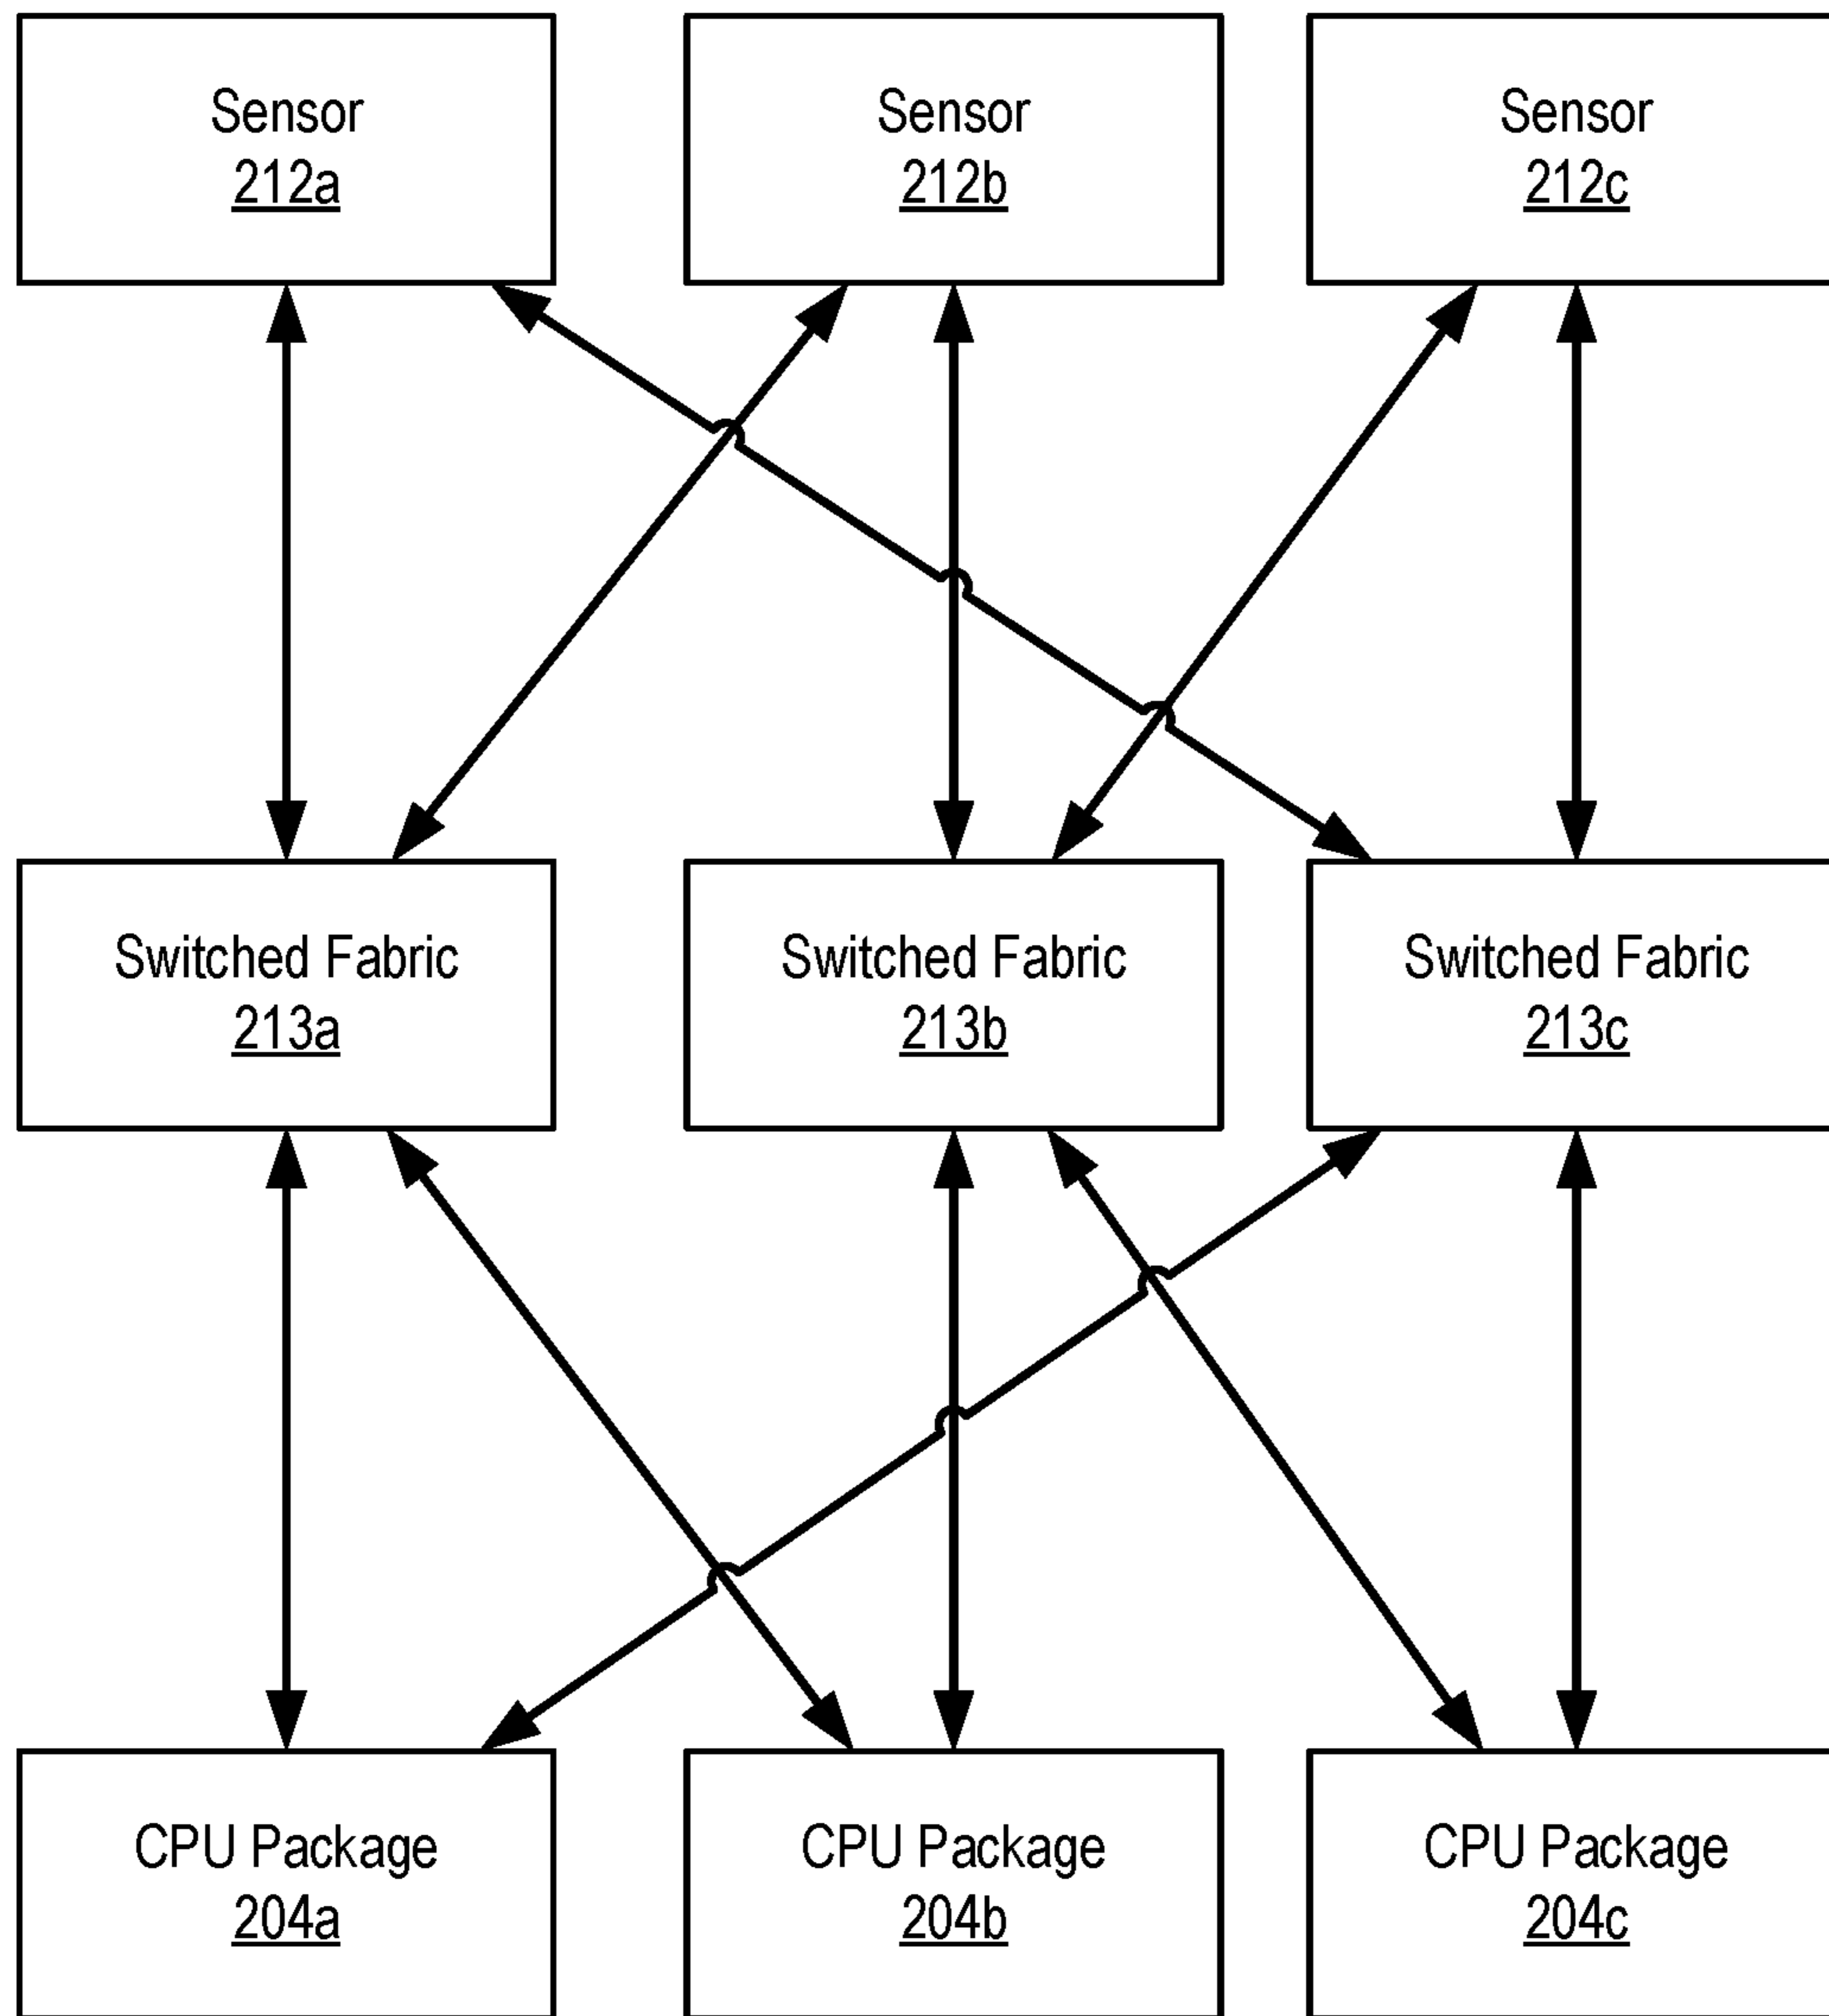 Sensor
212a
Sensor
212b
Sensor
212c
Switched Fabric
213a
Switched Fabric
213b
Switched Fabric
213c
CPU Package
204a
CPU Package
204b
CPU Package
204c